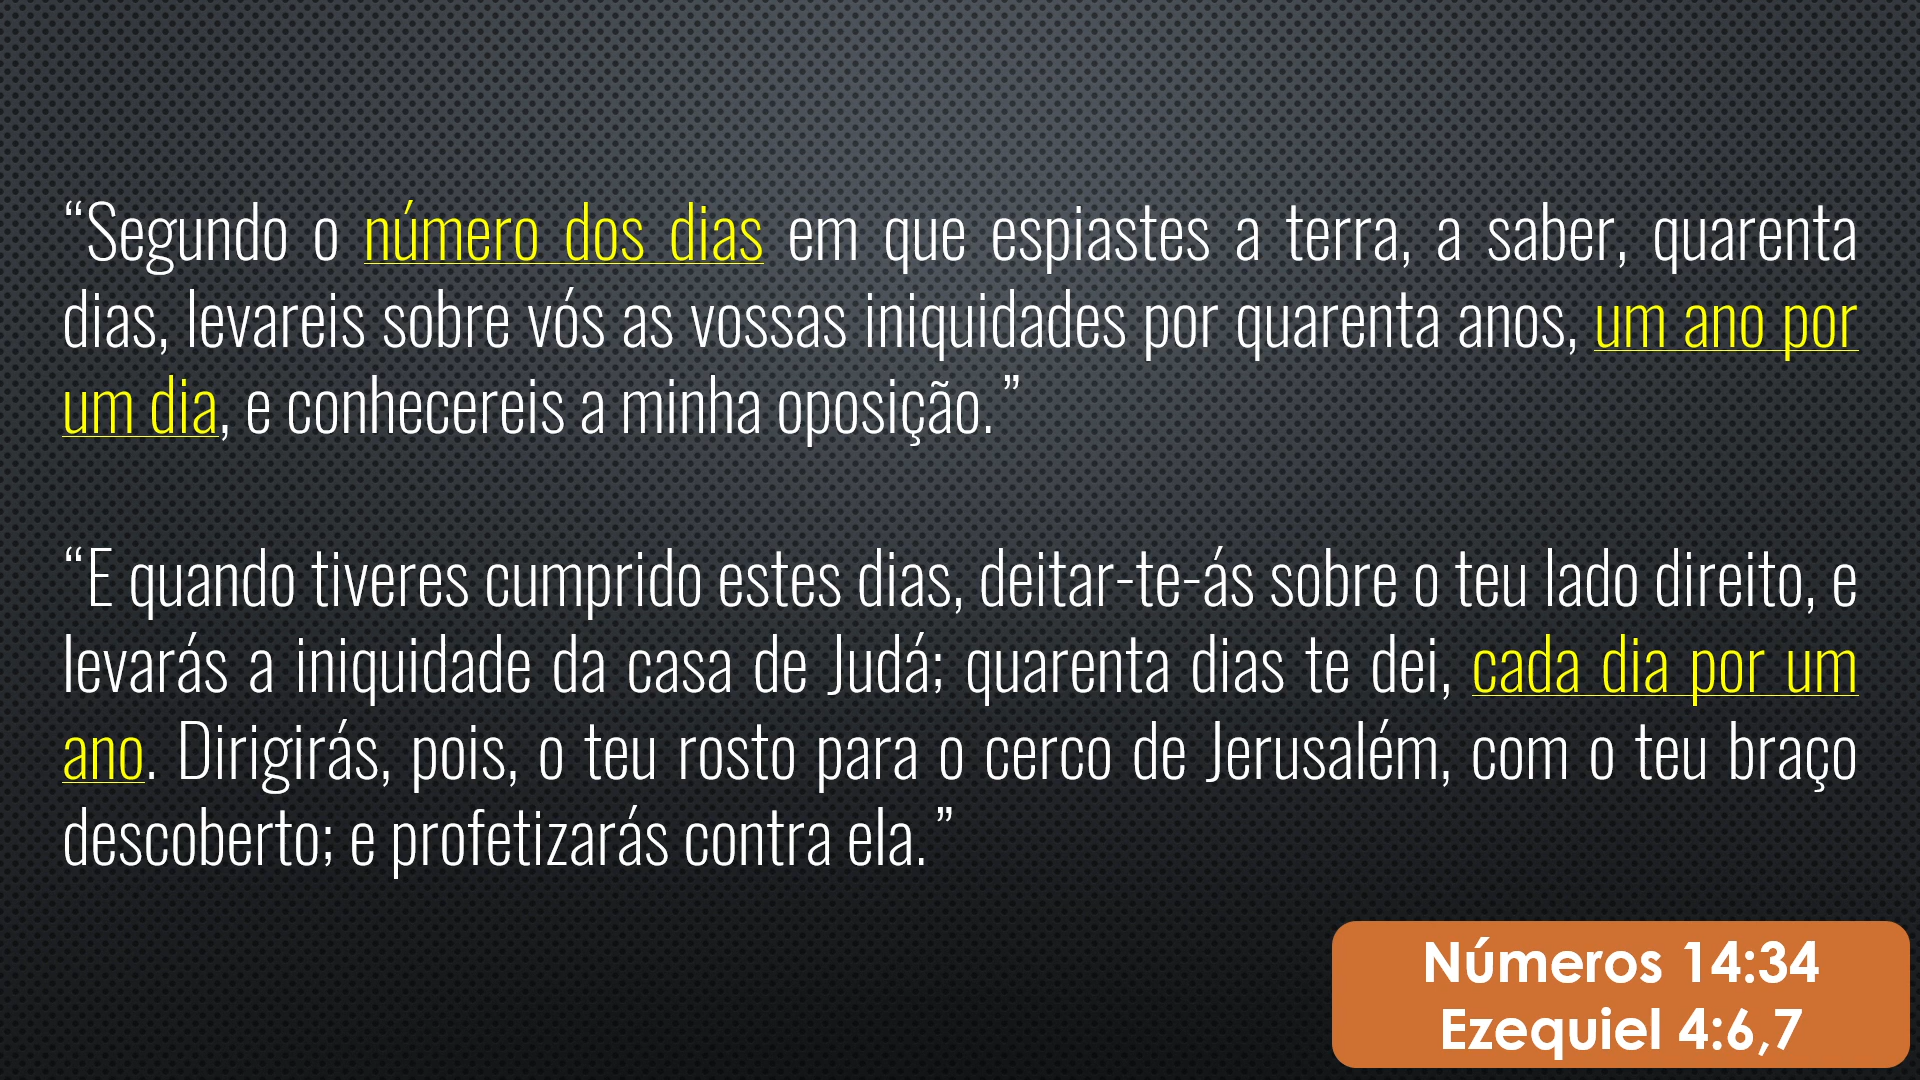 “Segundo o número dos dias em que espiastes a terra, a saber, quarenta
dias, levareis sobre vós as vossas iniquidades por quarenta anos, um ano por
um dia, e conhecereis a minha oposição.”
“E quando tiveres cumprido estes dias, deitar-te-ás sobre o teu lado direito, e
levarás a iniquidade da casa de Judá; quarenta dias te dei, cada dia por um
ano. Dirigirás, pois, o teu rosto para o cerco de Jerusalém, com o teu braço
descoberto; e profetizarás contra ela.”
Números 14:34
Ezequiel 4:6,7